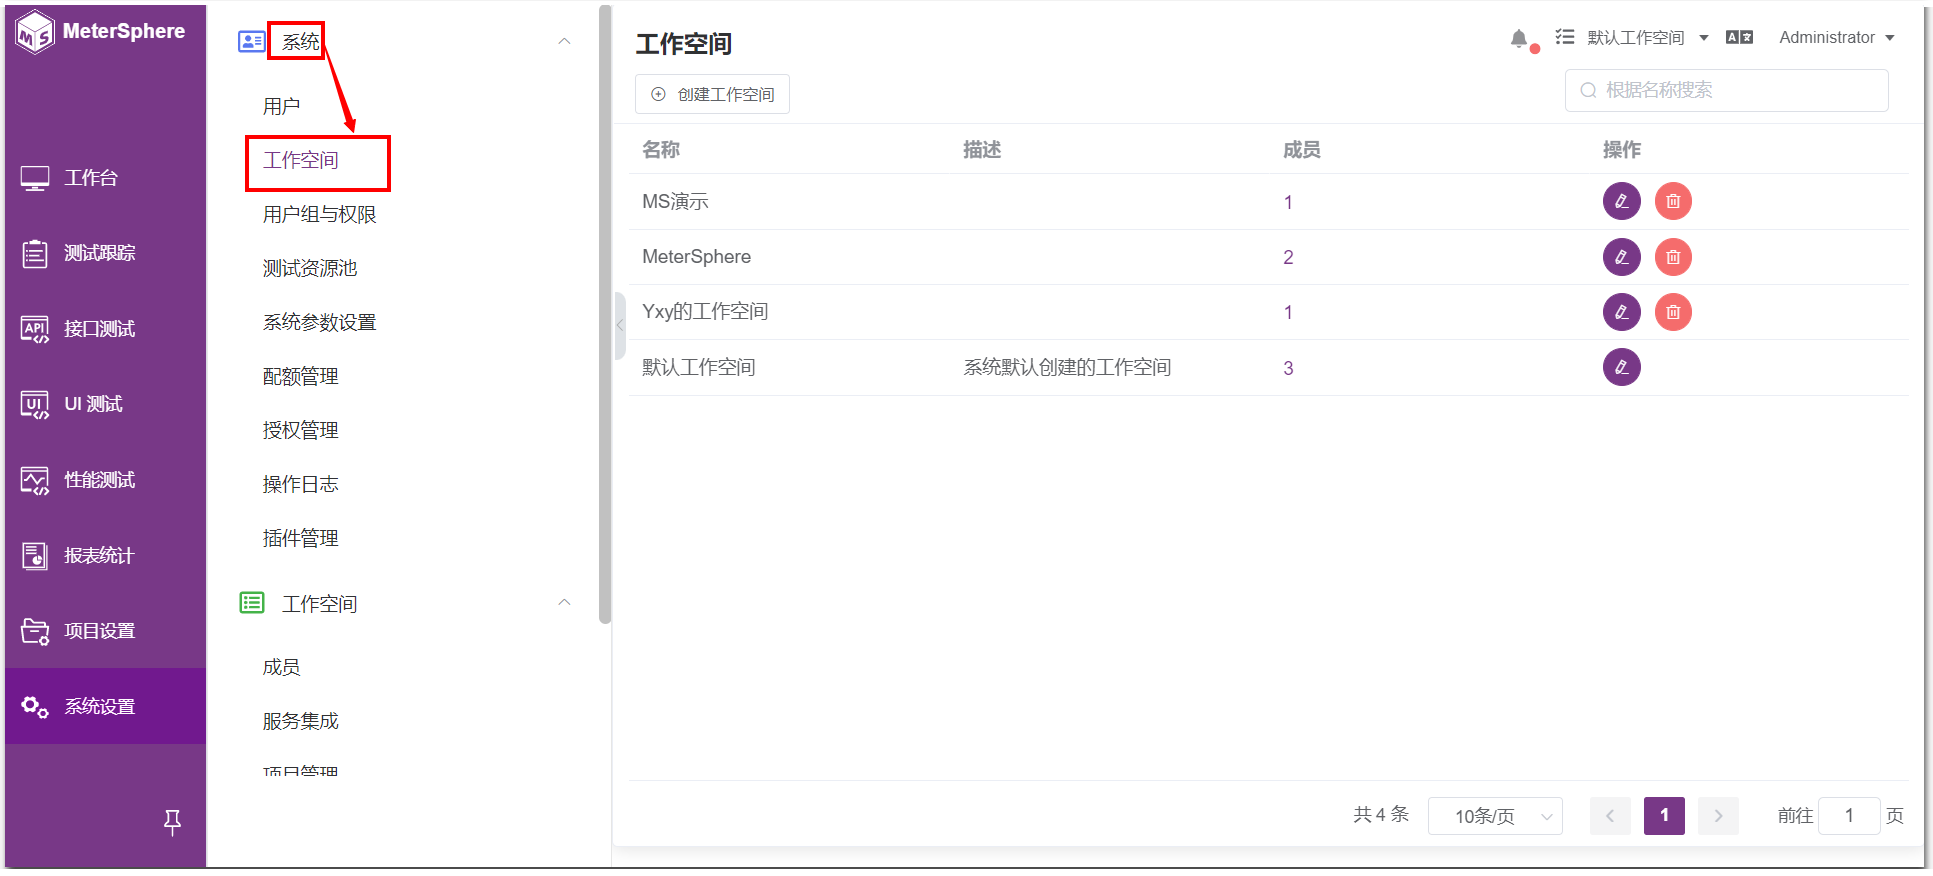 MeterSphere
工作台
测试跟踪
接口测试
UI 测试
性能测试
报表统计
项目设置
系统设置
系统
用户
工作空间
用户组与权限
测试资源池
系统参数设置
配额管理
授权管理
操作日志
插件管理
工作空间
成员
服务集成
项目管理
工作空间
默认工作空间
Administrator
创建工作空间
根据名称搜索
名称 描述 成员 操作
MS演示 1
MeterSphere 2
Yxy的工作空间 1
默认工作空间 系统默认创建的工作空间 3
共 4 条 10条/页 1 前往 1 页